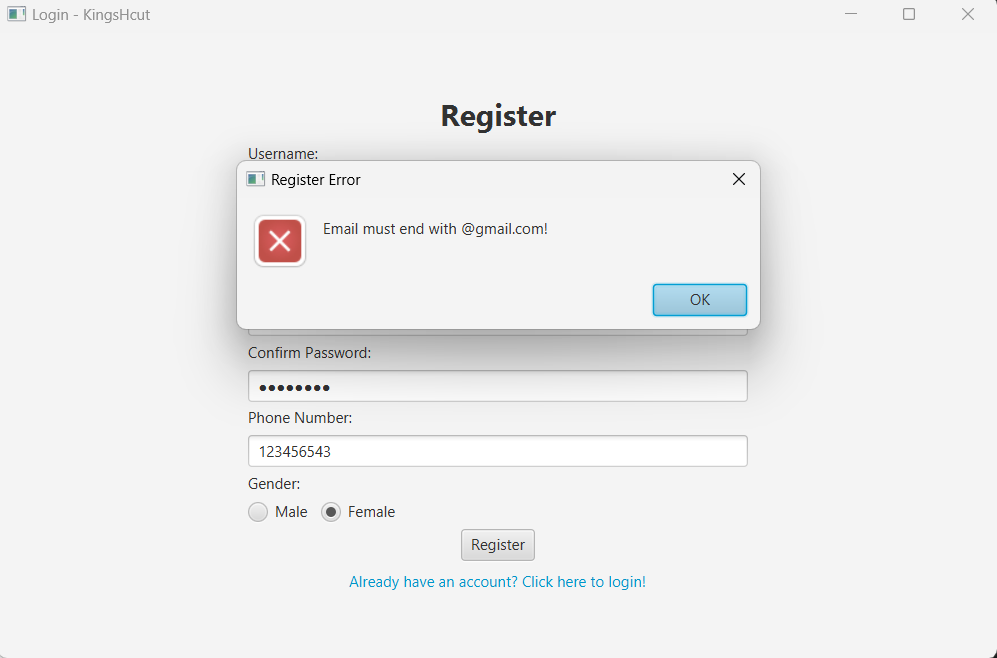 Login - KingsHcut
Register
Username:
Register Error
Email must end with @gmail.com!
OK
Confirm Password:
●●●●●●●●
Phone Number:
123456543
Gender:
Male Female
Register
Already have an account? Click here to login!